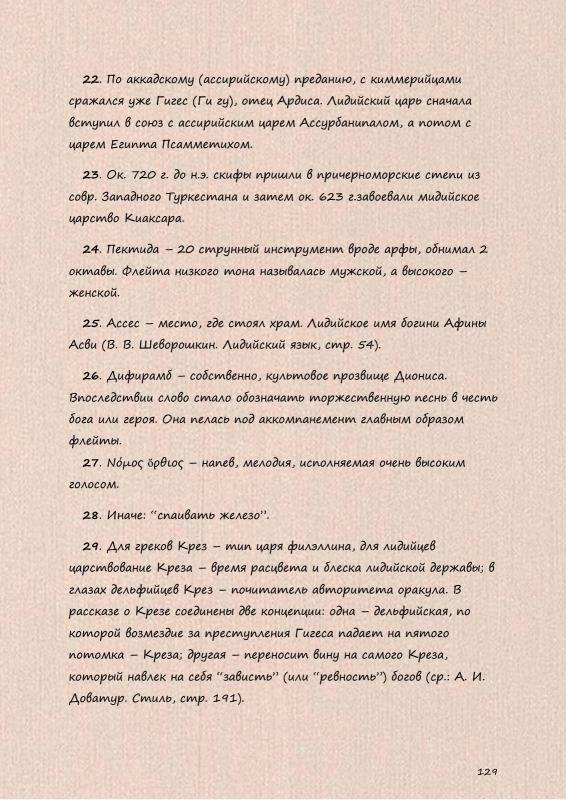 22. По аккадскому (ассирийскому) преданию, с киммерийцами
сражался уже Гигес (Ги гу), отец Ардиса. Лидийский царь сначала
вступил в союз с ассирийским царем Ассурбанипалом, а потом с
царем Египта Псамметихом.
23. Ок. 720 г. до н.э. скифы пришли в причерноморские степи из
совр. Западного Туркестана и затем ок. 623 г.завоевали мидийское
царство Киаксара.
24. Пектида – 20 струнный инструмент вроде арфы, обнимал 2
октавы. Флейта низкого тона называлась мужской, а высокого –
женской.
25. Ассес – место, где стоял храм. Лидийское имя богини Афины
Асви (В. В. Шеворошкин. Лидийский язык, стр. 54).
26. Дифирамб – собственно, культовое прозвище Диониса.
Впоследствии слово стало обозначать торжественную песнь в честь
бога или героя. Она пелась под аккомпанемент главным образом
флейты.
27. Νόμος ὄρθιος – напев, мелодия, исполняемая очень высоким
голосом.
28. Иначе: “спаивать железо”.
29. Для греков Крез – тип царя филэллина, для лидийцев
царствование Креза – время расцвета и блеска лидийской державы; в
глазах дельфийцев Крез – почитатель авторитета оракула. В
рассказе о Крезе соединены две концепции: одна – дельфийская, по
которой возмездие за преступления Гигеса падает на пятого
потомка – Креза; другая – переносит вину на самого Креза,
который навлек на себя “зависть” (или “ревность”) богов (ср.: А. И.
Доватур. Стиль, стр. 191).
129